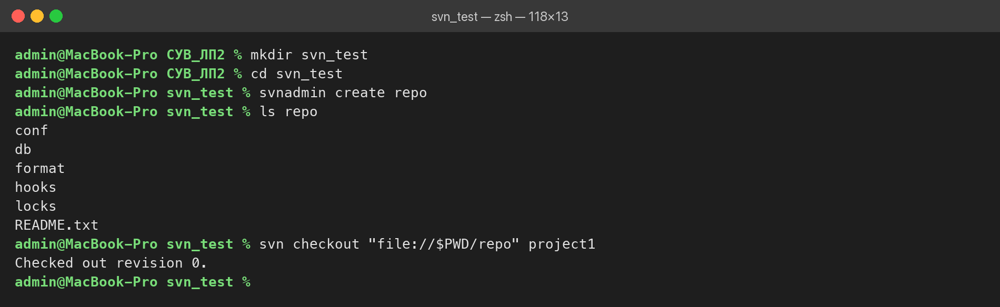 svn_test — zsh — 118×13
admin@MacBook-Pro СУВ_ЛП2 % mkdir svn_test
admin@MacBook-Pro СУВ_ЛП2 % cd svn_test
admin@MacBook-Pro svn_test % svnadmin create repo
admin@MacBook-Pro svn_test % ls repo
conf
db
format
hooks
locks
README.txt
admin@MacBook-Pro svn_test % svn checkout "file://$PWD/repo" project1
Checked out revision 0.
admin@MacBook-Pro svn_test %